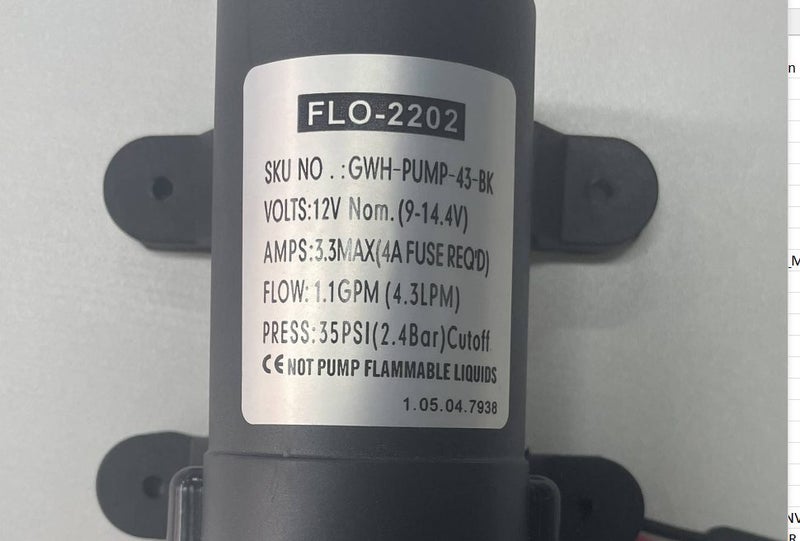 FLO-2202
SKU NO . :GWH-PUMP-43-BK
VOLTS:12V Nom.(9-14.4V)
AMPS:3.3MAX(4A FUSE REQ'D)
FLOW: 1.1GPM (4.3LPM)
PRESS:35PSI(2.4Bar)Cutoff
CE NOT PUMP FLAMMABLE LIQUIDS
1.05.04.7938